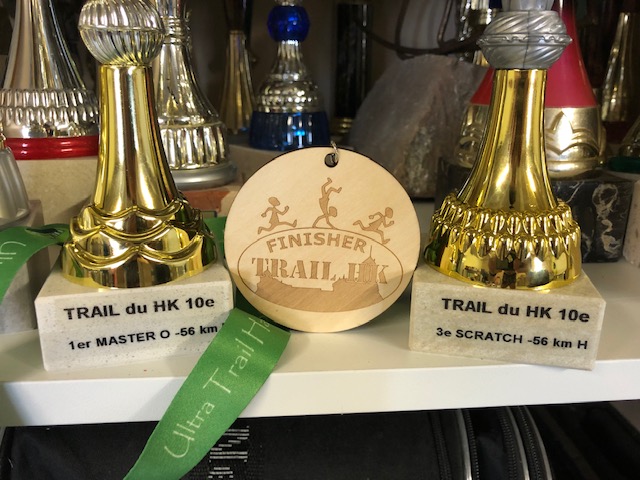 FINISHER
TRAIL HK
TRAIL du HK 10e
1er MASTER O -56 km
TRAIL du HK 10e
3e SCRATCH -56 km H
Ultra Trail